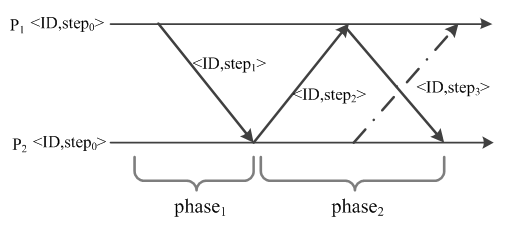 P₁ <ID,step₀>
<ID,step₁>
<ID,step₂>
<ID,step₃>
P₂ <ID,step₀>
phase₁
phase₂